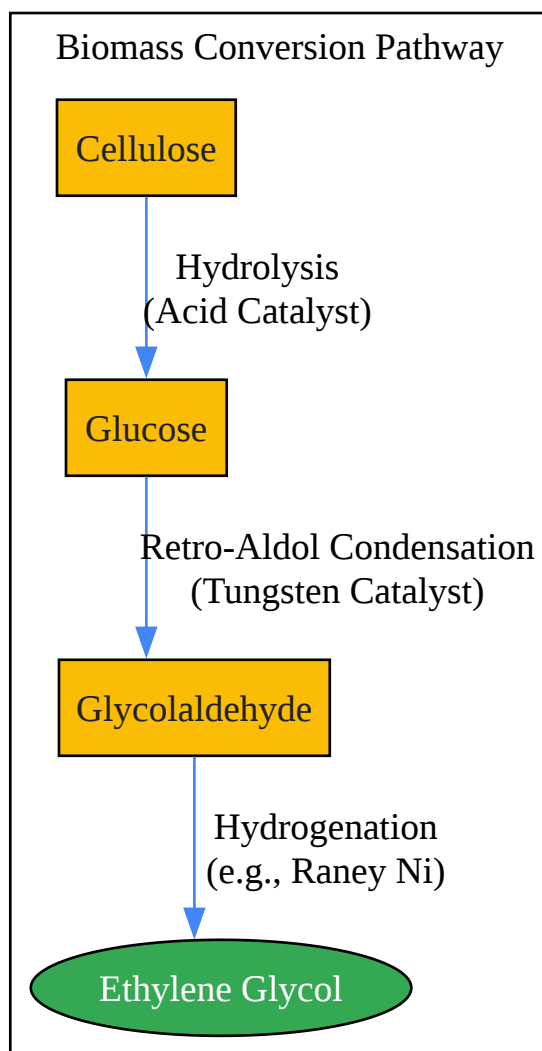 Biomass Conversion Pathway
Cellulose
Hydrolysis
(Acid Catalyst)
Glucose
Retro-Aldol Condensation
(Tungsten Catalyst)
Glycolaldehyde
Hydrogenation
(e.g., Raney Ni)
Ethylene Glycol